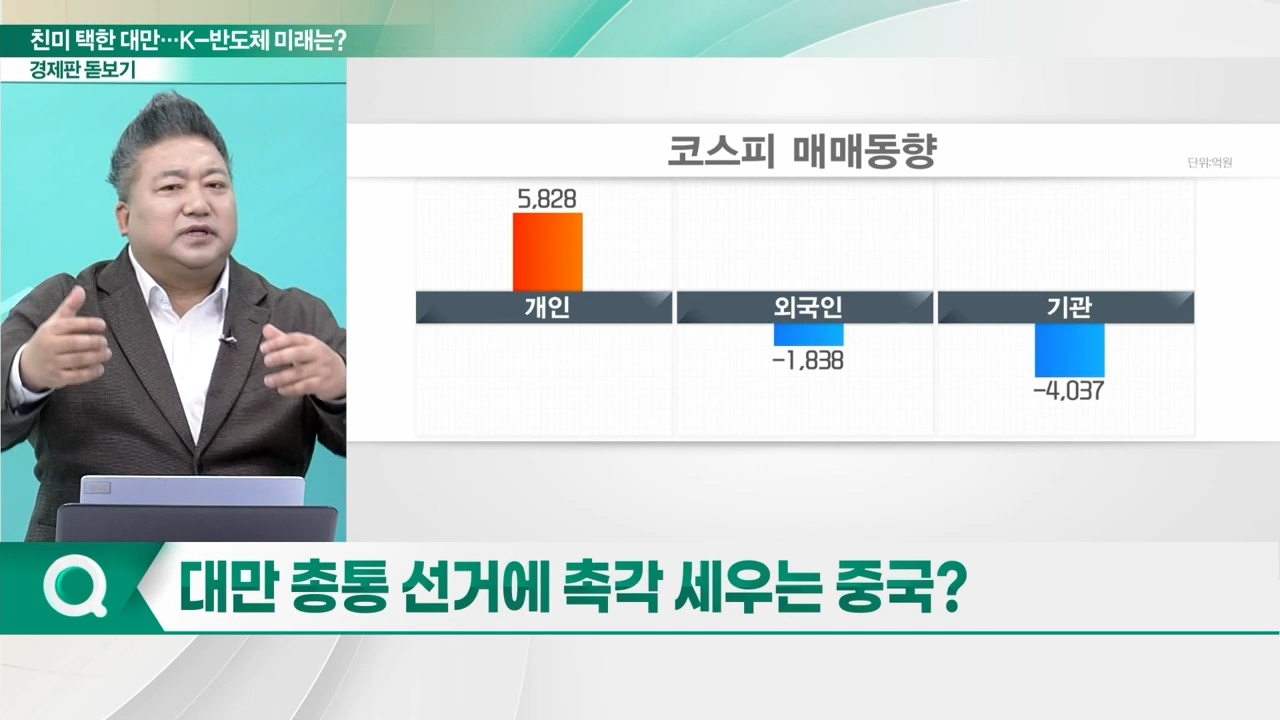 친미 택한 대만…K-반도체 미래는?
경제판 돋보기
코스피 매매동향
단위:억원
5,828
개인
외국인
기관
-1,838
-4,037
대만 총통 선거에 촉각 세우는 중국?